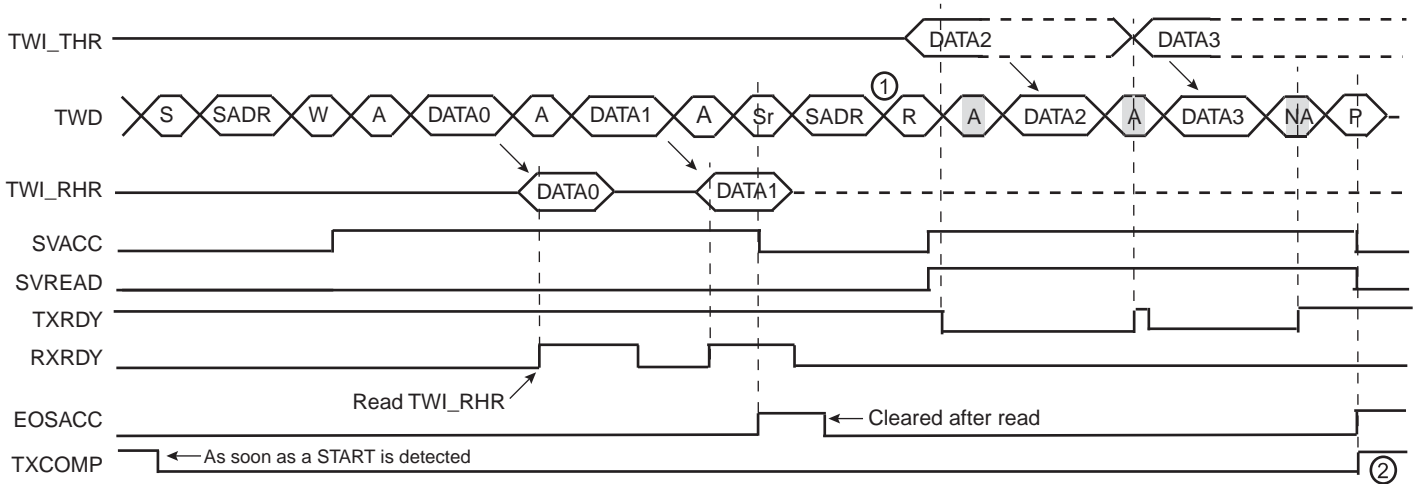 TWI_THR DATA2 DATA3
①
TWD S SADR W A DATA0 A DATA1 A Sr SADR R A DATA2 A DATA3 NA P
TWI_RHR DATA0 DATA1
SVACC
SVREAD
TXRDY
RXRDY
Read TWI_RHR
EOSACC Cleared after read
As soon as a START is detected
TXCOMP ②